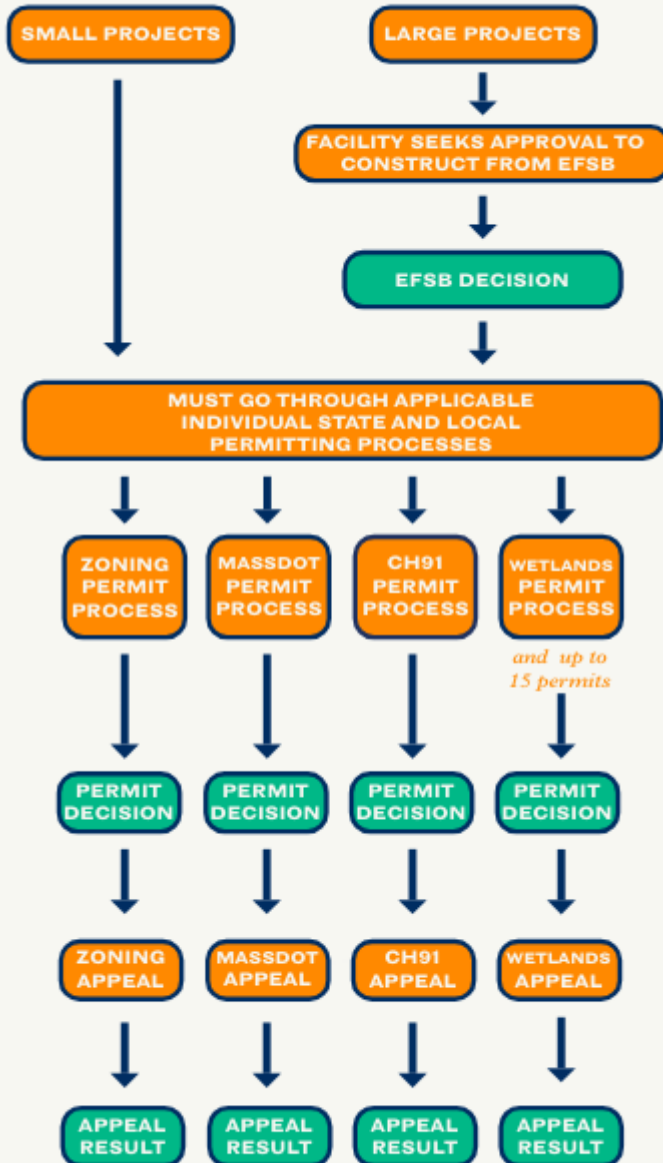 SMALL PROJECTS
LARGE PROJECTS
FACILITY SEEKS APPROVAL TO
CONSTRUCT FROM EFSB
EFSB DECISION
MUST GO THROUGH APPLICABLE
INDIVIDUAL STATE AND LOCAL
PERMITTING PROCESSES
ZONING
PERMIT
PROCESS
MASSDOT
PERMIT
PROCESS
CH91
PERMIT
PROCESS
WETLANDS
PERMIT
PROCESS
and up to
15 permits
PERMIT
DECISION
PERMIT
DECISION
PERMIT
DECISION
PERMIT
DECISION
ZONING
APPEAL
MASSDOT
APPEAL
CH91
APPEAL
WETLANDS
APPEAL
APPEAL
RESULT
APPEAL
RESULT
APPEAL
RESULT
APPEAL
RESULT